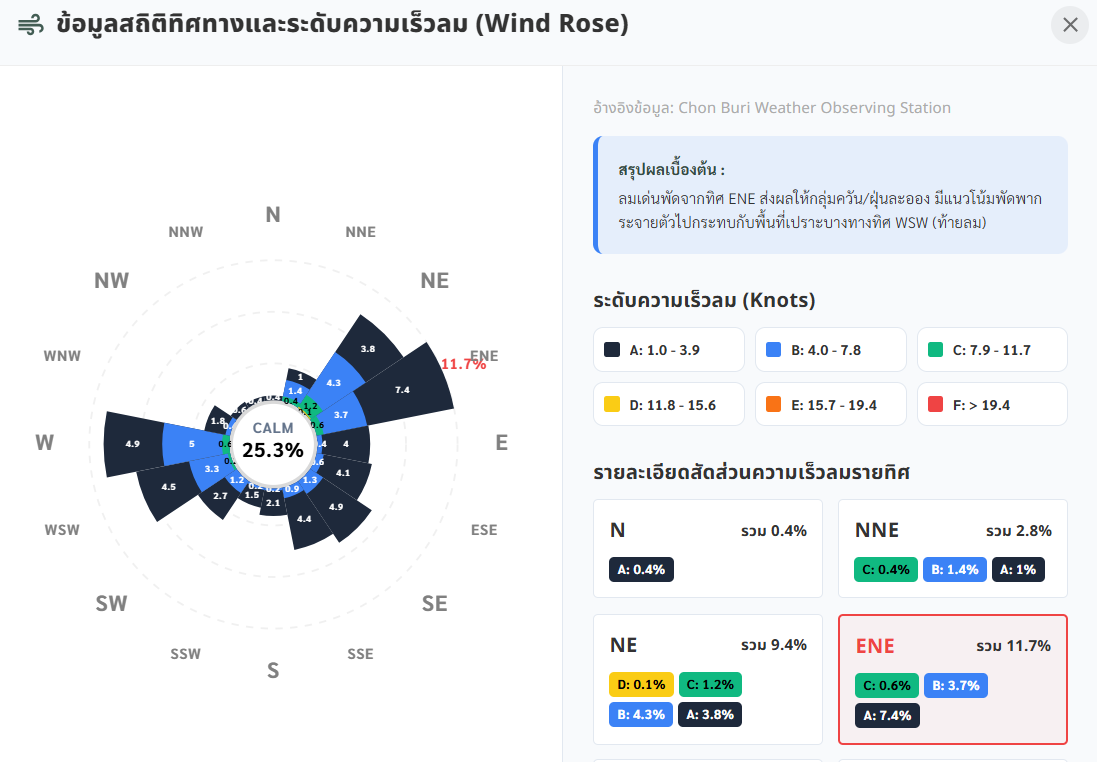 ข้อมูลสถิติทิศทางและระดับความเร็วลม (Wind Rose)
N
NNW
NNE
NW
NE
WNW
ENE
11.7%
W
E
WSW
ESE
SW
SE
SSW
SSE
S
3.8
4.3
7.4
3.7
1
1.4
1.2
0.4
0.6
1.8
CALM
25.3%
4.9
5
0.6
4
4.1
3.3
4.5
1.2
2.7
1.5
2.1
0.9
1.3
4.9
4.4
อ้างอิงข้อมูล: Chon Buri Weather Observing Station
สรุปผลเบื้องต้น :
ลมเด่นพัดจากทิศ ENE ส่งผลให้กลุ่มควัน/ฝุ่นละออง มีแนวโน้มพัดพาก
ระจายตัวไปกระทบกับพื้นที่เปราะบางทางทิศ WSW (ท้ายลม)
ระดับความเร็วลม (Knots)
A: 1.0 - 3.9
B: 4.0 - 7.8
C: 7.9 - 11.7
D: 11.8 - 15.6
E: 15.7 - 19.4
F: > 19.4
รายละเอียดสัดส่วนความเร็วลมรายทิศ
N รวม 0.4%
A: 0.4%
NNE รวม 2.8%
C: 0.4% B: 1.4% A: 1%
NE รวม 9.4%
D: 0.1% C: 1.2%
B: 4.3% A: 3.8%
ENE รวม 11.7%
C: 0.6% B: 3.7%
A: 7.4%